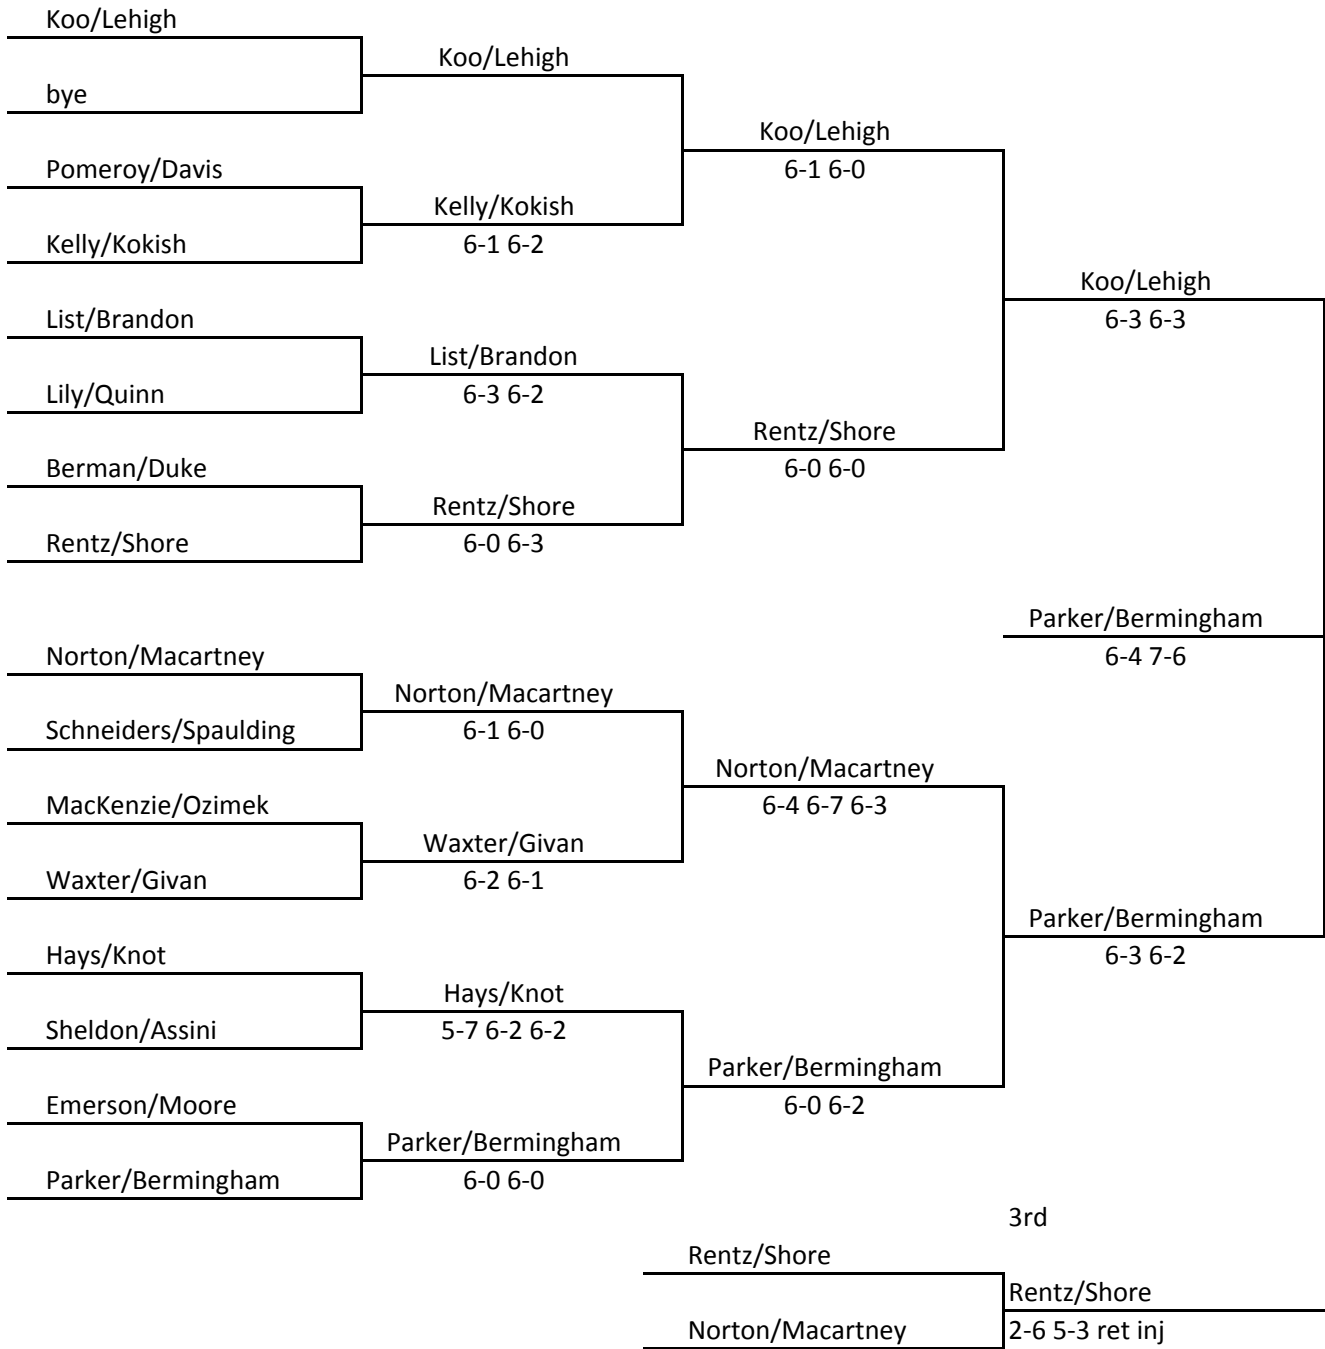 Koo/Lehigh
Koo/Lehigh
bye
Koo/Lehigh
Pomeroy/Davis
6-1 6-0
Kelly/Kokish
Kelly/Kokish
6-1 6-2
Koo/Lehigh
List/Brandon
6-3 6-3
List/Brandon
Lily/Quinn
6-3 6-2
Rentz/Shore
Berman/Duke
6-0 6-0
Rentz/Shore
Rentz/Shore
6-0 6-3
Parker/Bermingham
Norton/Macartney
6-4 7-6
Norton/Macartney
Schneiders/Spaulding
6-1 6-0
Norton/Macartney
MacKenzie/Ozimek
6-4 6-7 6-3
Waxter/Givan
Waxter/Givan
6-2 6-1
Parker/Bermingham
Hays/Knot
6-3 6-2
Hays/Knot
Sheldon/Assini
5-7 6-2 6-2
Parker/Bermingham
Emerson/Moore
6-0 6-2
Parker/Bermingham
Parker/Bermingham
6-0 6-0
3rd
Rentz/Shore
Rentz/Shore
Norton/Macartney
2-6 5-3 ret inj